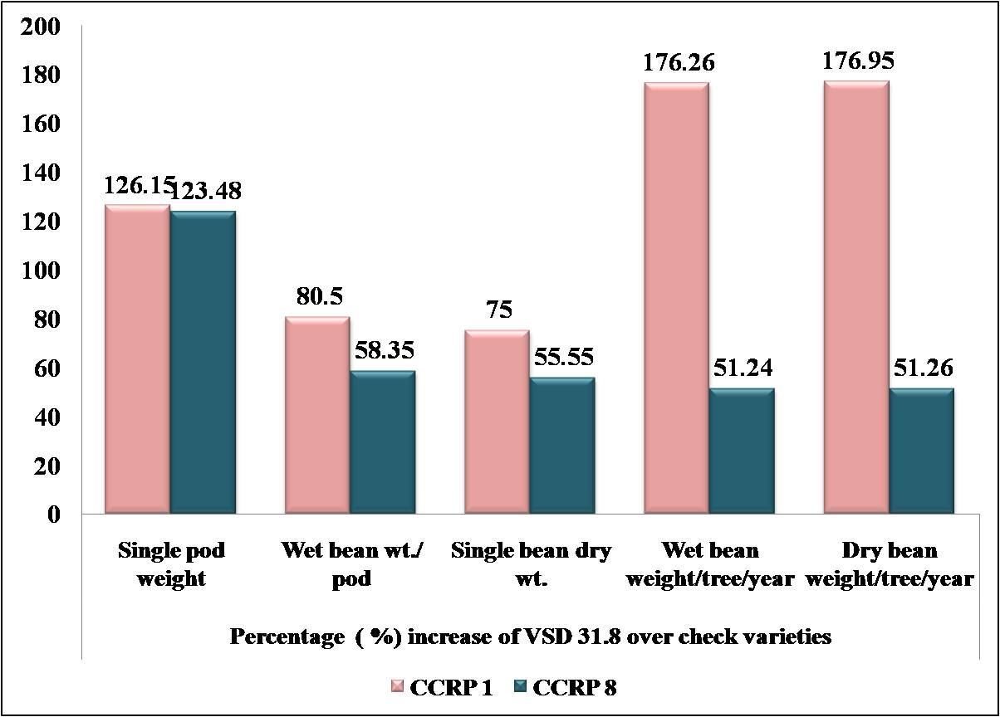 200
180
160
140
120
100
80
60
40
20
0
126.15
123.48
80.5
58.35
75
55.55
176.26
51.24
176.95
51.26
Single pod
weight
Wet bean wt./
pod
Single bean dry
wt.
Wet bean
weight/tree/year
Dry bean
weight/tree/year
Percentage ( %) increase of VSD 31.8 over check varieties
CCRP 1
CCRP 8